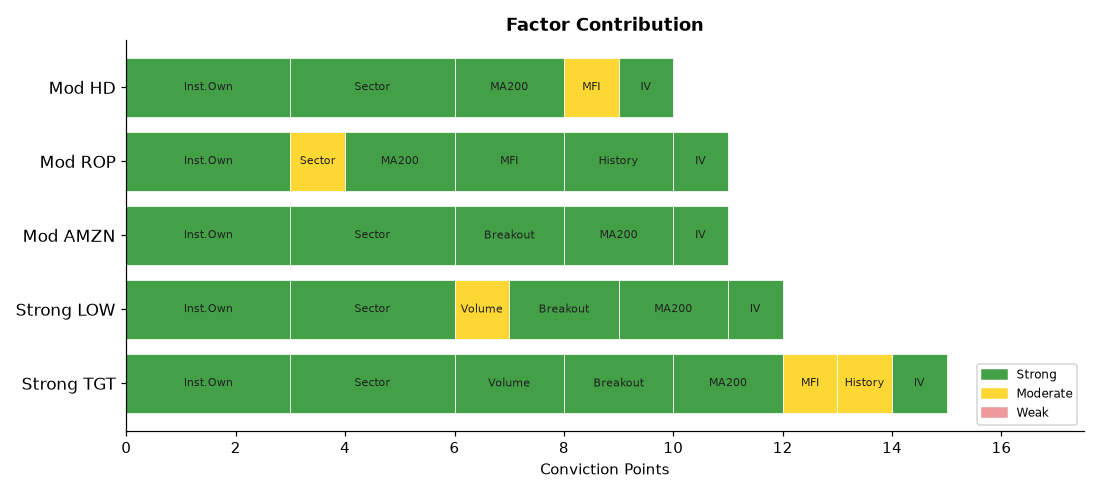 Factor Contribution
Mod HD
Inst.Own Sector MA200 MFI IV
Mod ROP
Inst.Own Sector MA200 MFI History IV
Mod AMZN
Inst.Own Sector Breakout MA200 IV
Strong LOW
Inst.Own Sector Volume Breakout MA200 IV
Strong TGT
Inst.Own Sector Volume Breakout MA200 MFI History IV
Strong
Moderate
Weak
0 2 4 6 8 10 12 14 16
Conviction Points